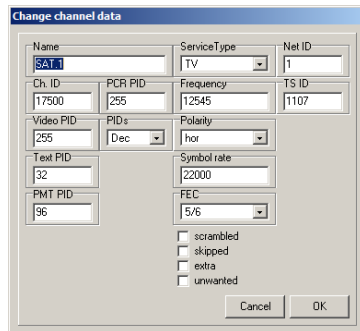 Change channel data
Name ServiceType Net ID
SAT.1 TV 1
Ch. ID PCR PID Frequency TS ID
17500 255 12545 1107
Video PID PIDs Polarity
255 Dec hor
Text PID Symbol rate
32 22000
PMT PID FEC
96 5/6
scrambled
skipped
extra
unwanted
Cancel OK